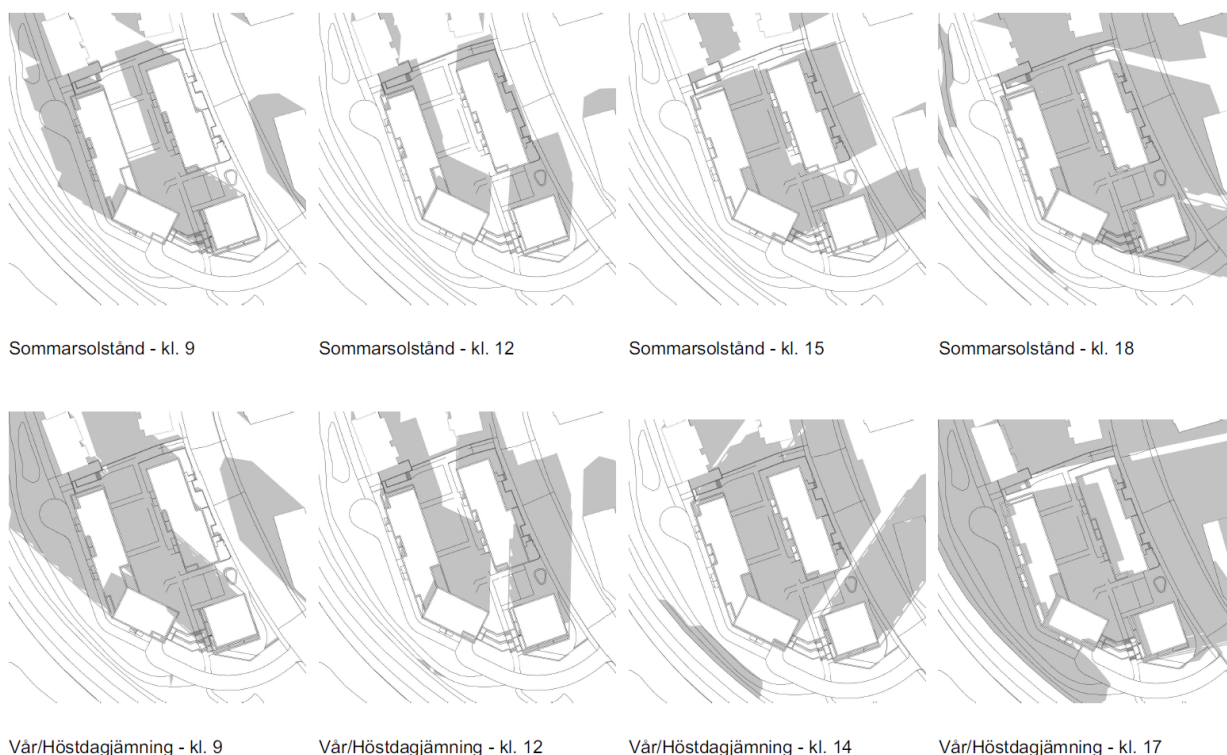 Sommarsolstånd - kl. 9
Sommarsolstånd - kl. 12
Sommarsolstånd - kl. 15
Sommarsolstånd - kl. 18
Vår/Höstdagjämning - kl. 9
Vår/Höstdagjämning - kl. 12
Vår/Höstdagjämning - kl. 14
Vår/Höstdagjämning - kl. 17